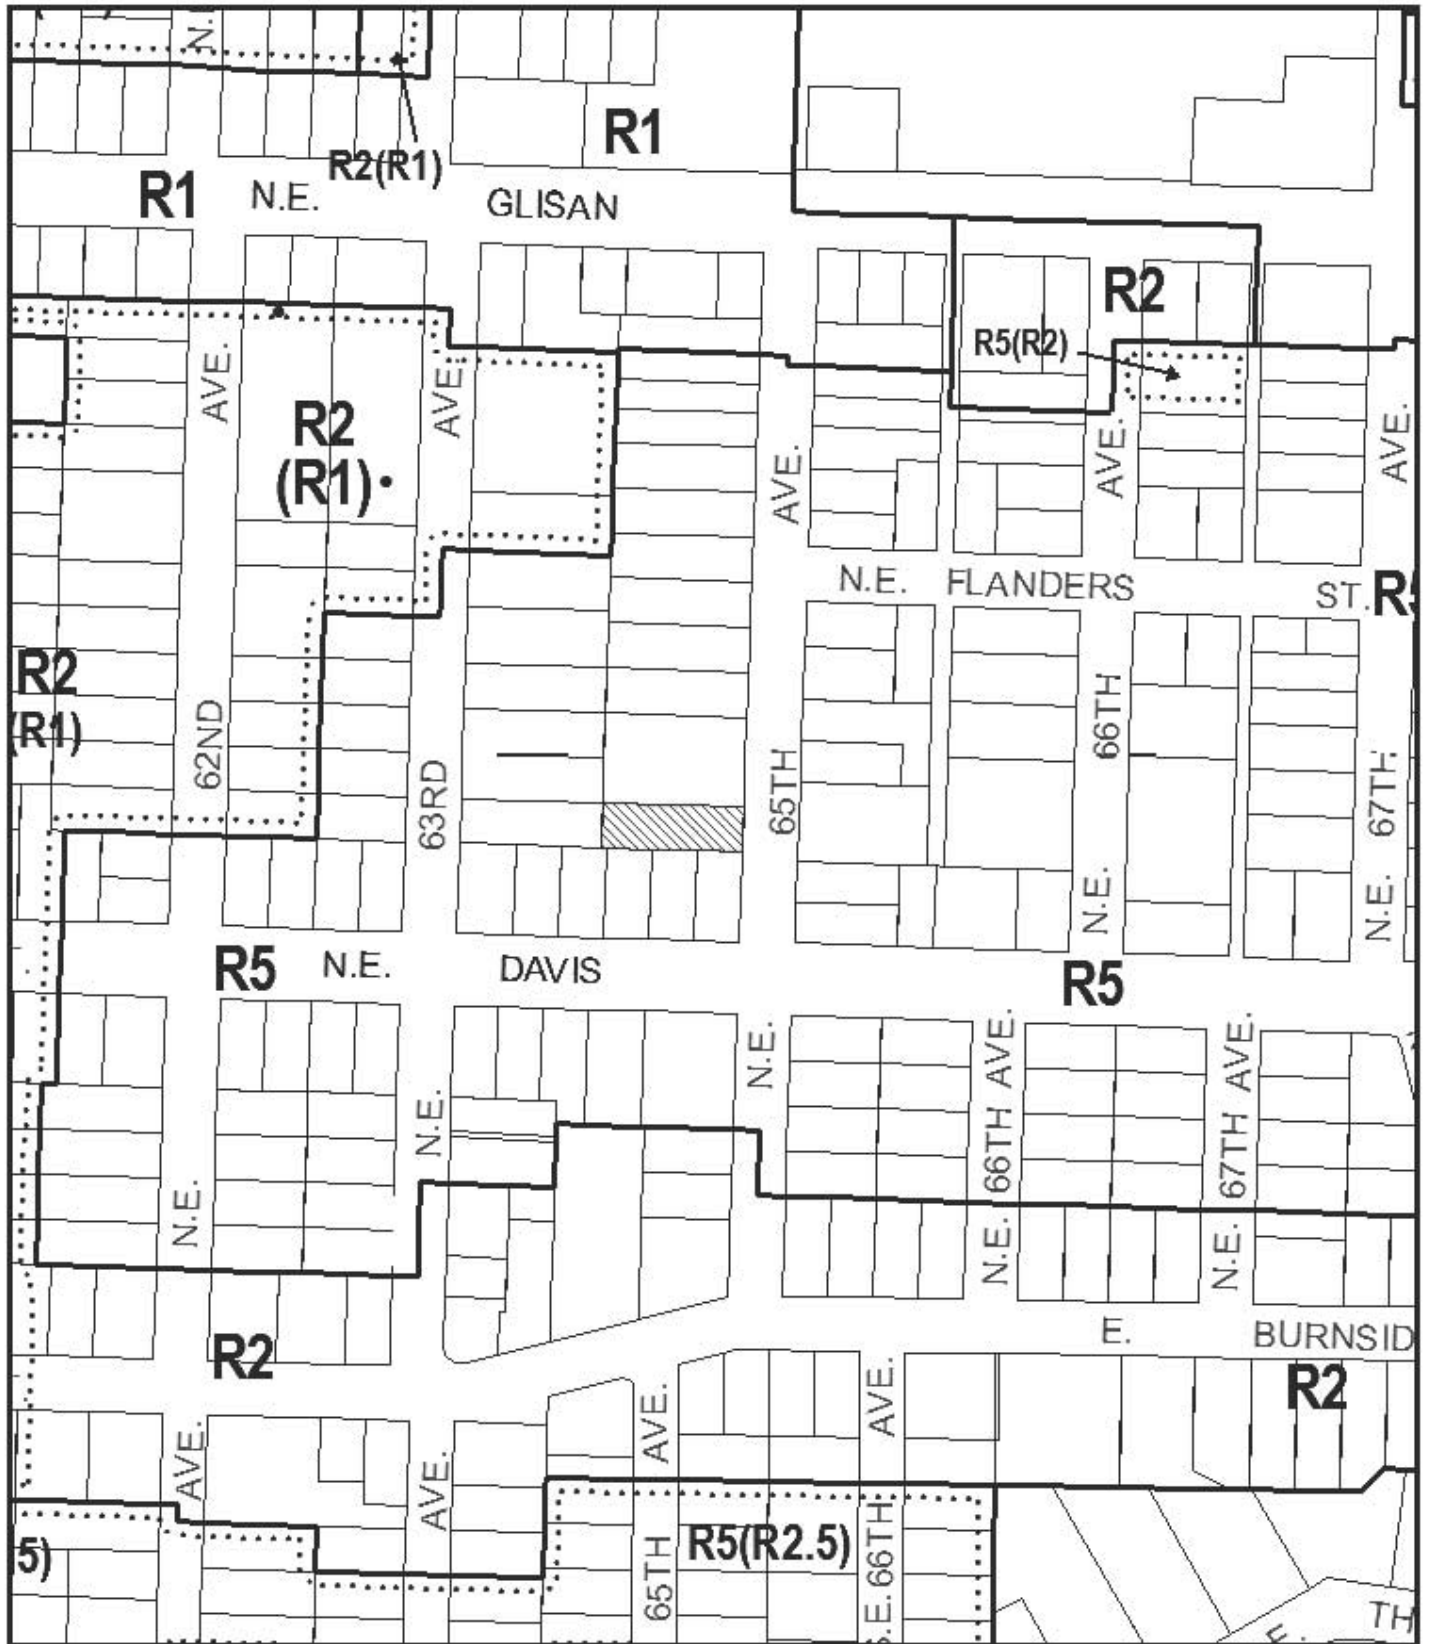 N.
R1
R2(R1)
R1
N.E.
GLISAN
R2
R5(R2)
AVE.
AVE.
R2
(R1)
AVE.
AVE.
AVE.
N.E.
FLANDERS
ST.
R2
(R1)
62ND
63RD
65TH
66TH
67TH
N.E.
N.E.
R5
N.E.
DAVIS
R5
N.E.
N.E.
N.E.
66TH AVE.
67TH AVE.
N.E.
N.E.
R2
E.
BURNSID
R2
AVE.
AVE.
AVE.
AVE.
5)
65TH
R5(R2.5)
S.E. 66TH
TH
E.